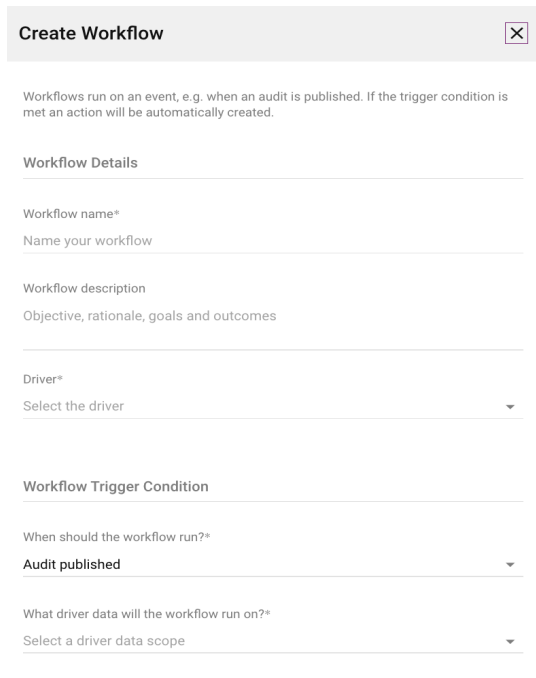 Create Workflow
Workflows run on an event, e.g. when an audit is published. If the trigger condition is
met an action will be automatically created.
Workflow Details
Workflow name*
Name your workflow
Workflow description
Objective, rationale, goals and outcomes
Driver*
Select the driver
Workflow Trigger Condition
When should the workflow run?*
Audit published
What driver data will the workflow run on?*
Select a driver data scope